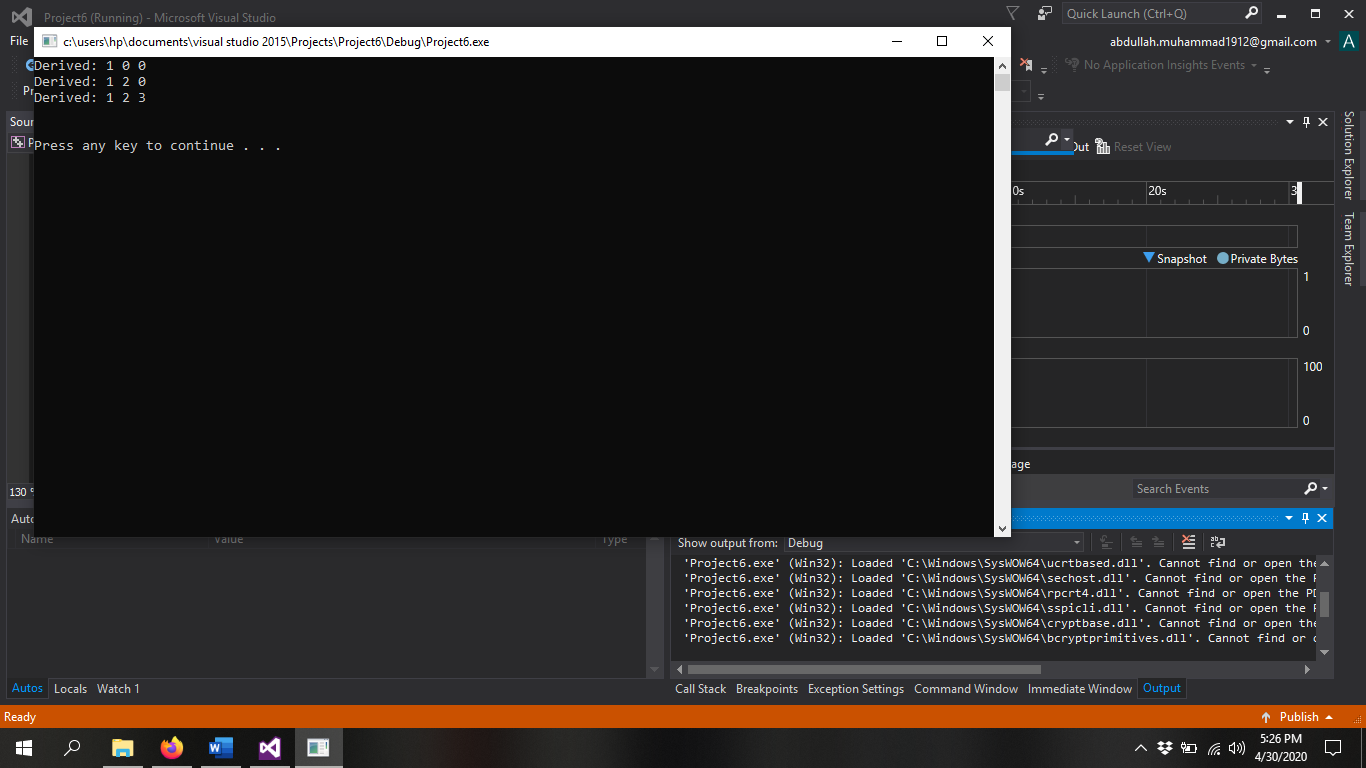 Project6 (Running) - Microsoft Visual Studio
Quick Launch (Ctrl+Q)
File
c:\users\hp\documents\visual studio 2015\Projects\Project6\Debug\Project6.exe
abdullah.muhammad1912@gmail.com
A
Derived: 1 0 0
Derived: 1 2 0
Derived: 1 2 3
Press any key to continue . . .
No Application Insights Events
Reset View
20s
Snapshot
Private Bytes
1
0
100
0
Solution Explorer
Team Explorer
130 %
Search Events
Name
Value
Type
Show output from:
Debug
'Project6.exe' (Win32): Loaded 'C:\Windows\SysWOW64\ucrtbased.dll'. Cannot find or open the
'Project6.exe' (Win32): Loaded 'C:\Windows\SysWOW64\sechost.dll'. Cannot find or open the
'Project6.exe' (Win32): Loaded 'C:\Windows\SysWOW64\rpcrt4.dll'. Cannot find or open the
'Project6.exe' (Win32): Loaded 'C:\Windows\SysWOW64\sspicli.dll'. Cannot find or open the
'Project6.exe' (Win32): Loaded 'C:\Windows\SysWOW64\cryptbase.dll'. Cannot find or open the
'Project6.exe' (Win32): Loaded 'C:\Windows\SysWOW64\bcryptprimitives.dll'. Cannot find or
Autos Locals Watch 1
Call Stack Breakpoints Exception Settings Command Window Immediate Window Output
Ready
Publish
5:26 PM
4/30/2020